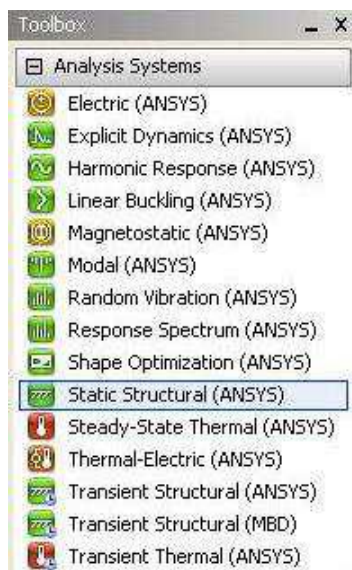 Toolbox
Analysis Systems
Electric (ANSYS)
Explicit Dynamics (ANSYS)
Harmonic Response (ANSYS)
Linear Buckling (ANSYS)
Magnetostatic (ANSYS)
Modal (ANSYS)
Random Vibration (ANSYS)
Response Spectrum (ANSYS)
Shape Optimization (ANSYS)
Static Structural (ANSYS)
Steady-State Thermal (ANSYS)
Thermal-Electric (ANSYS)
Transient Structural (ANSYS)
Transient Structural (MBD)
Transient Thermal (ANSYS)